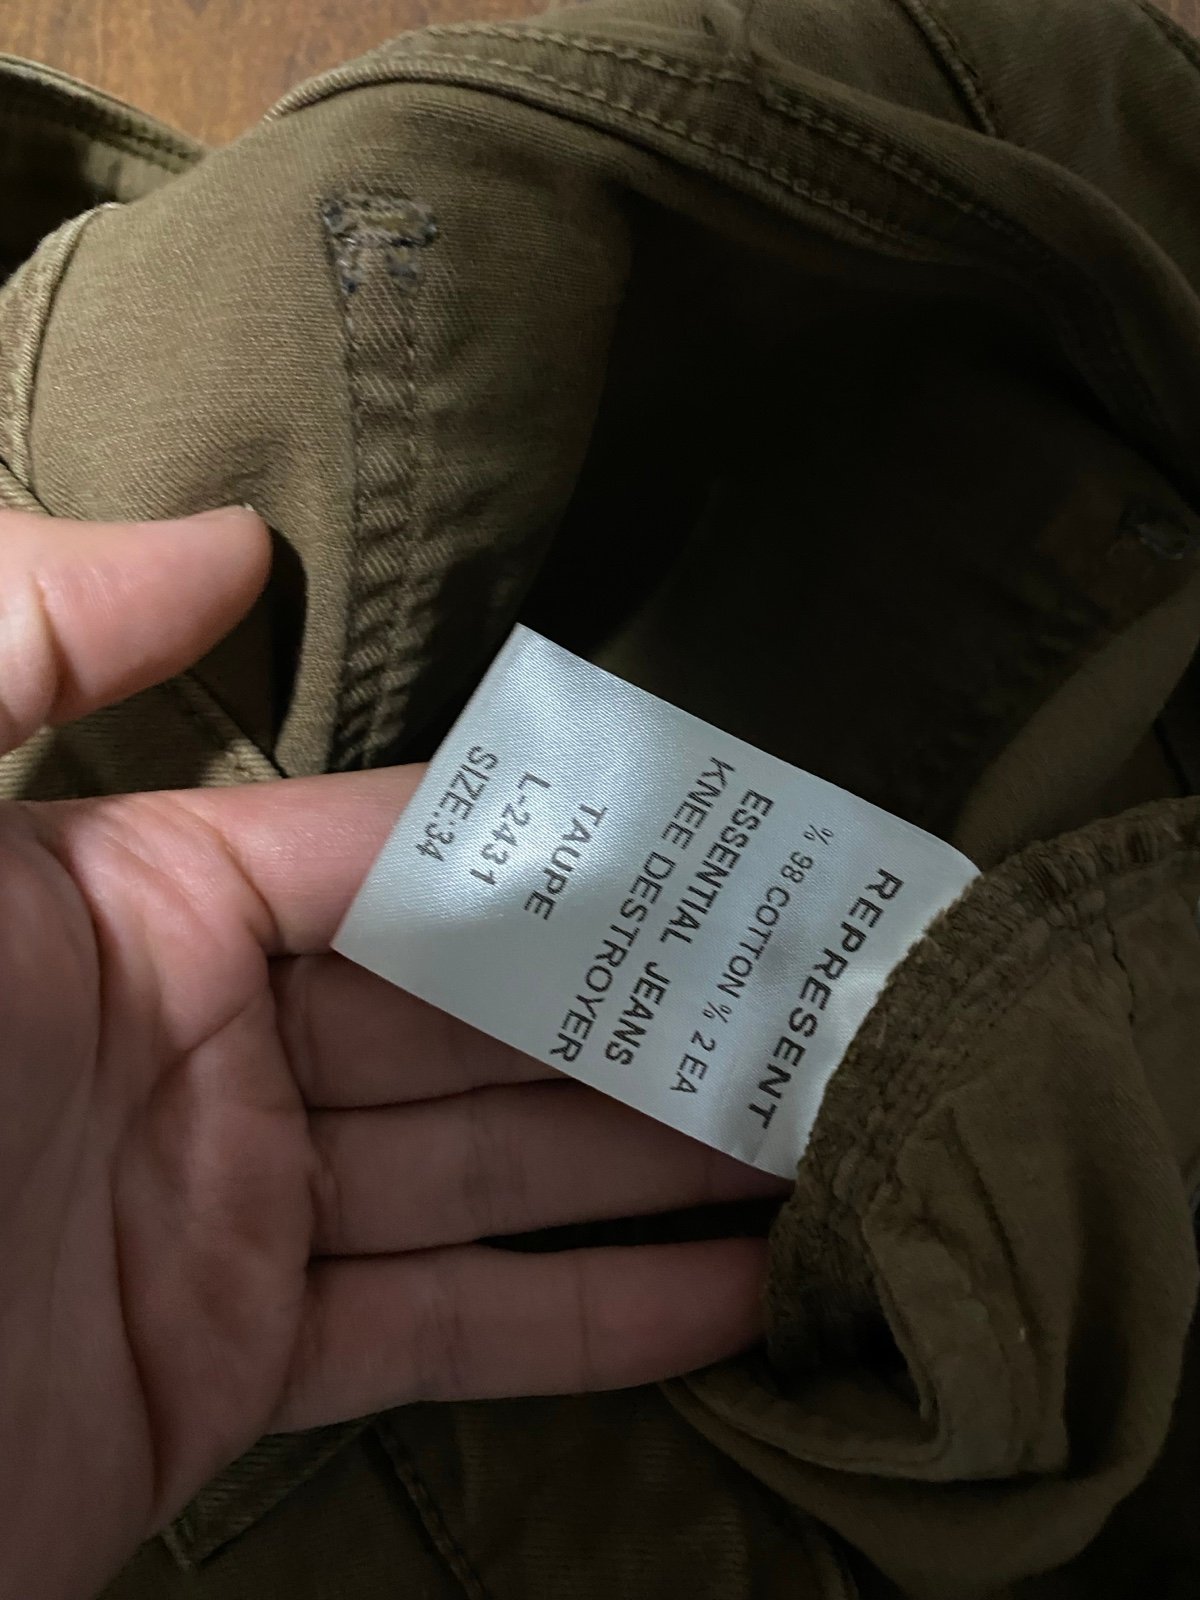 REPRESENT
% 98 COTTON % 2 EA
ESSENTIAL JEANS
KNEE DESTROYER
TAUPE
L-2431
SIZE:34